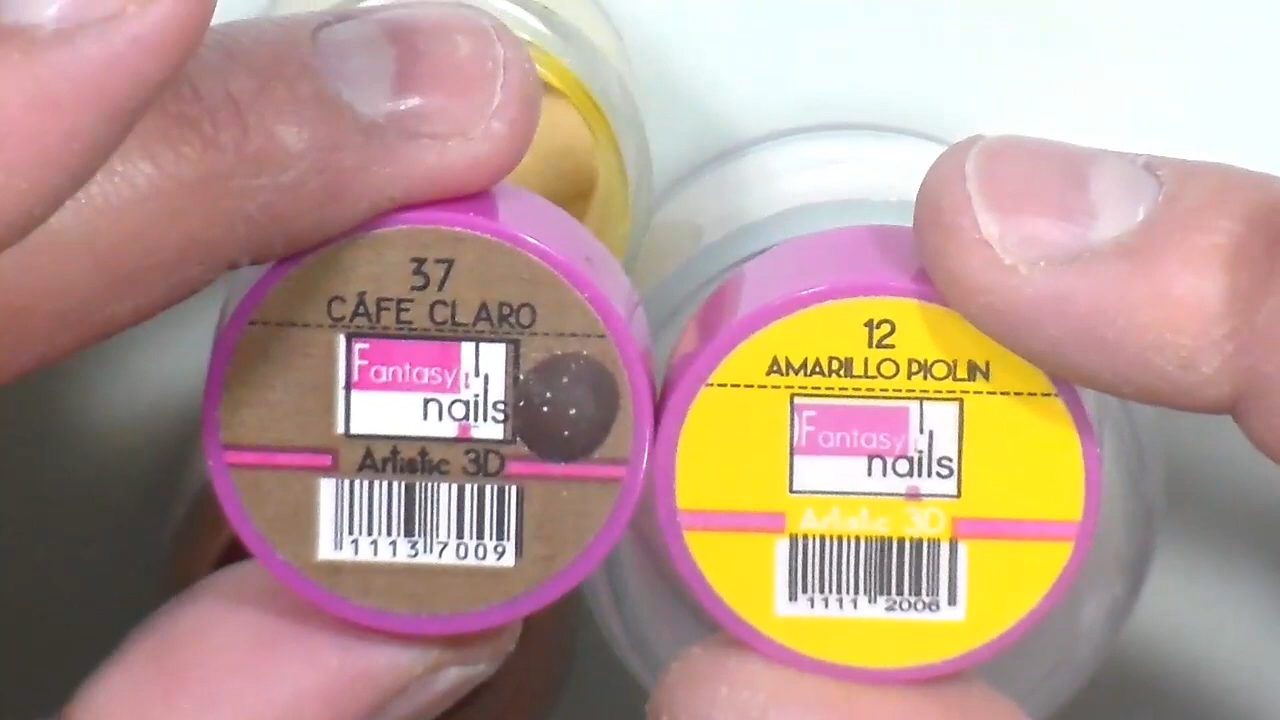 37
CÁFE CLARO
Fantasy
nails
Artistic 3D
1113 7009
12
AMARILLO PIOLIN
Fantasy
nails
Artistic 3D
1111 2006